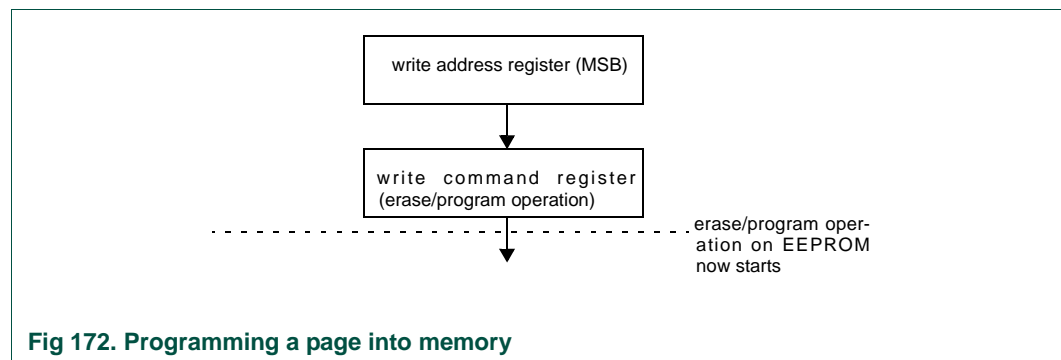 write address register (MSB)
write command register
(erase/program operation)
erase/program oper-
ation on EEPROM
now starts
Fig 172. Programming a page into memory